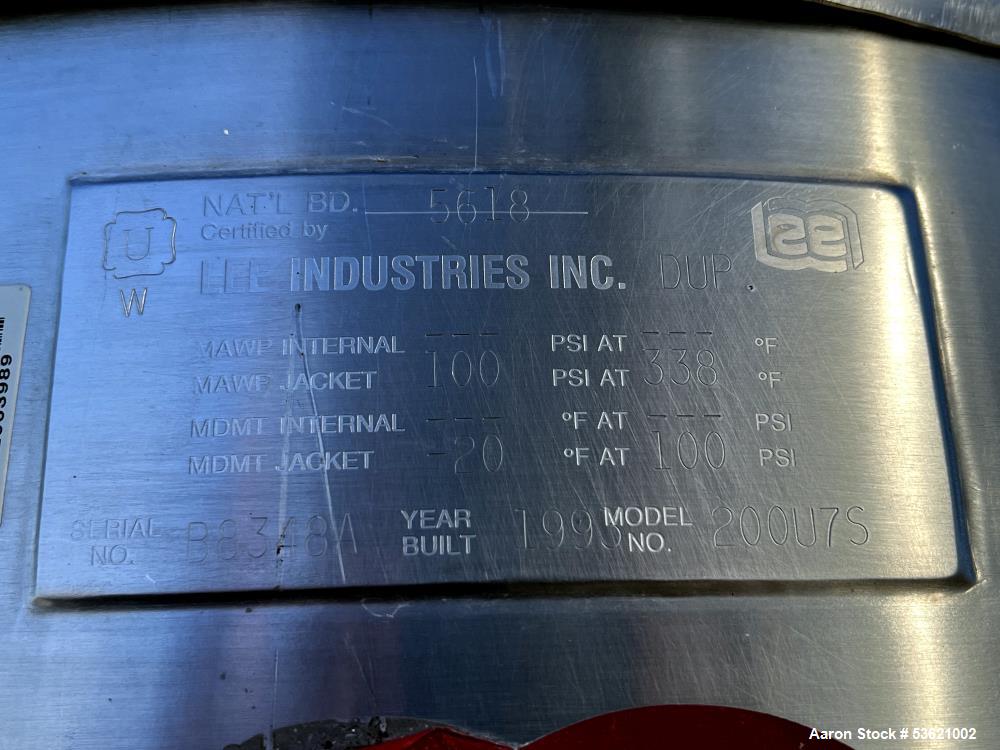 NAT'L BD. 5618
Certified by
U
W
LEE INDUSTRIES INC. DUP.
Lee
MAWP INTERNAL --- PSI AT --- °F
MAWP JACKET 100 PSI AT 338 °F
MDMT INTERNAL --- °F AT --- PSI
MDMT JACKET -20 °F AT 100 PSI
SERIAL NO. B8348A YEAR BUILT MODEL NO. 200U7S
Aaron Stock # 53621002